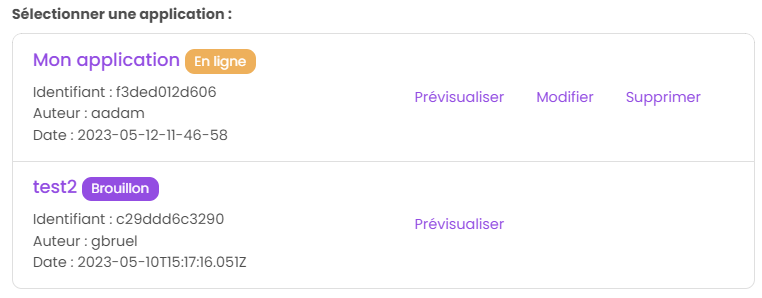 Sélectionner une application :
Mon application En ligne
Identifiant : f3ded012d606
Auteur : aadam
Date : 2023-05-12-11-46-58
Prévisualiser Modifier Supprimer
test2 Brouillon
Identifiant : c29ddd6c3290
Auteur : gbruel
Date : 2023-05-10T15:17:16.051Z
Prévisualiser